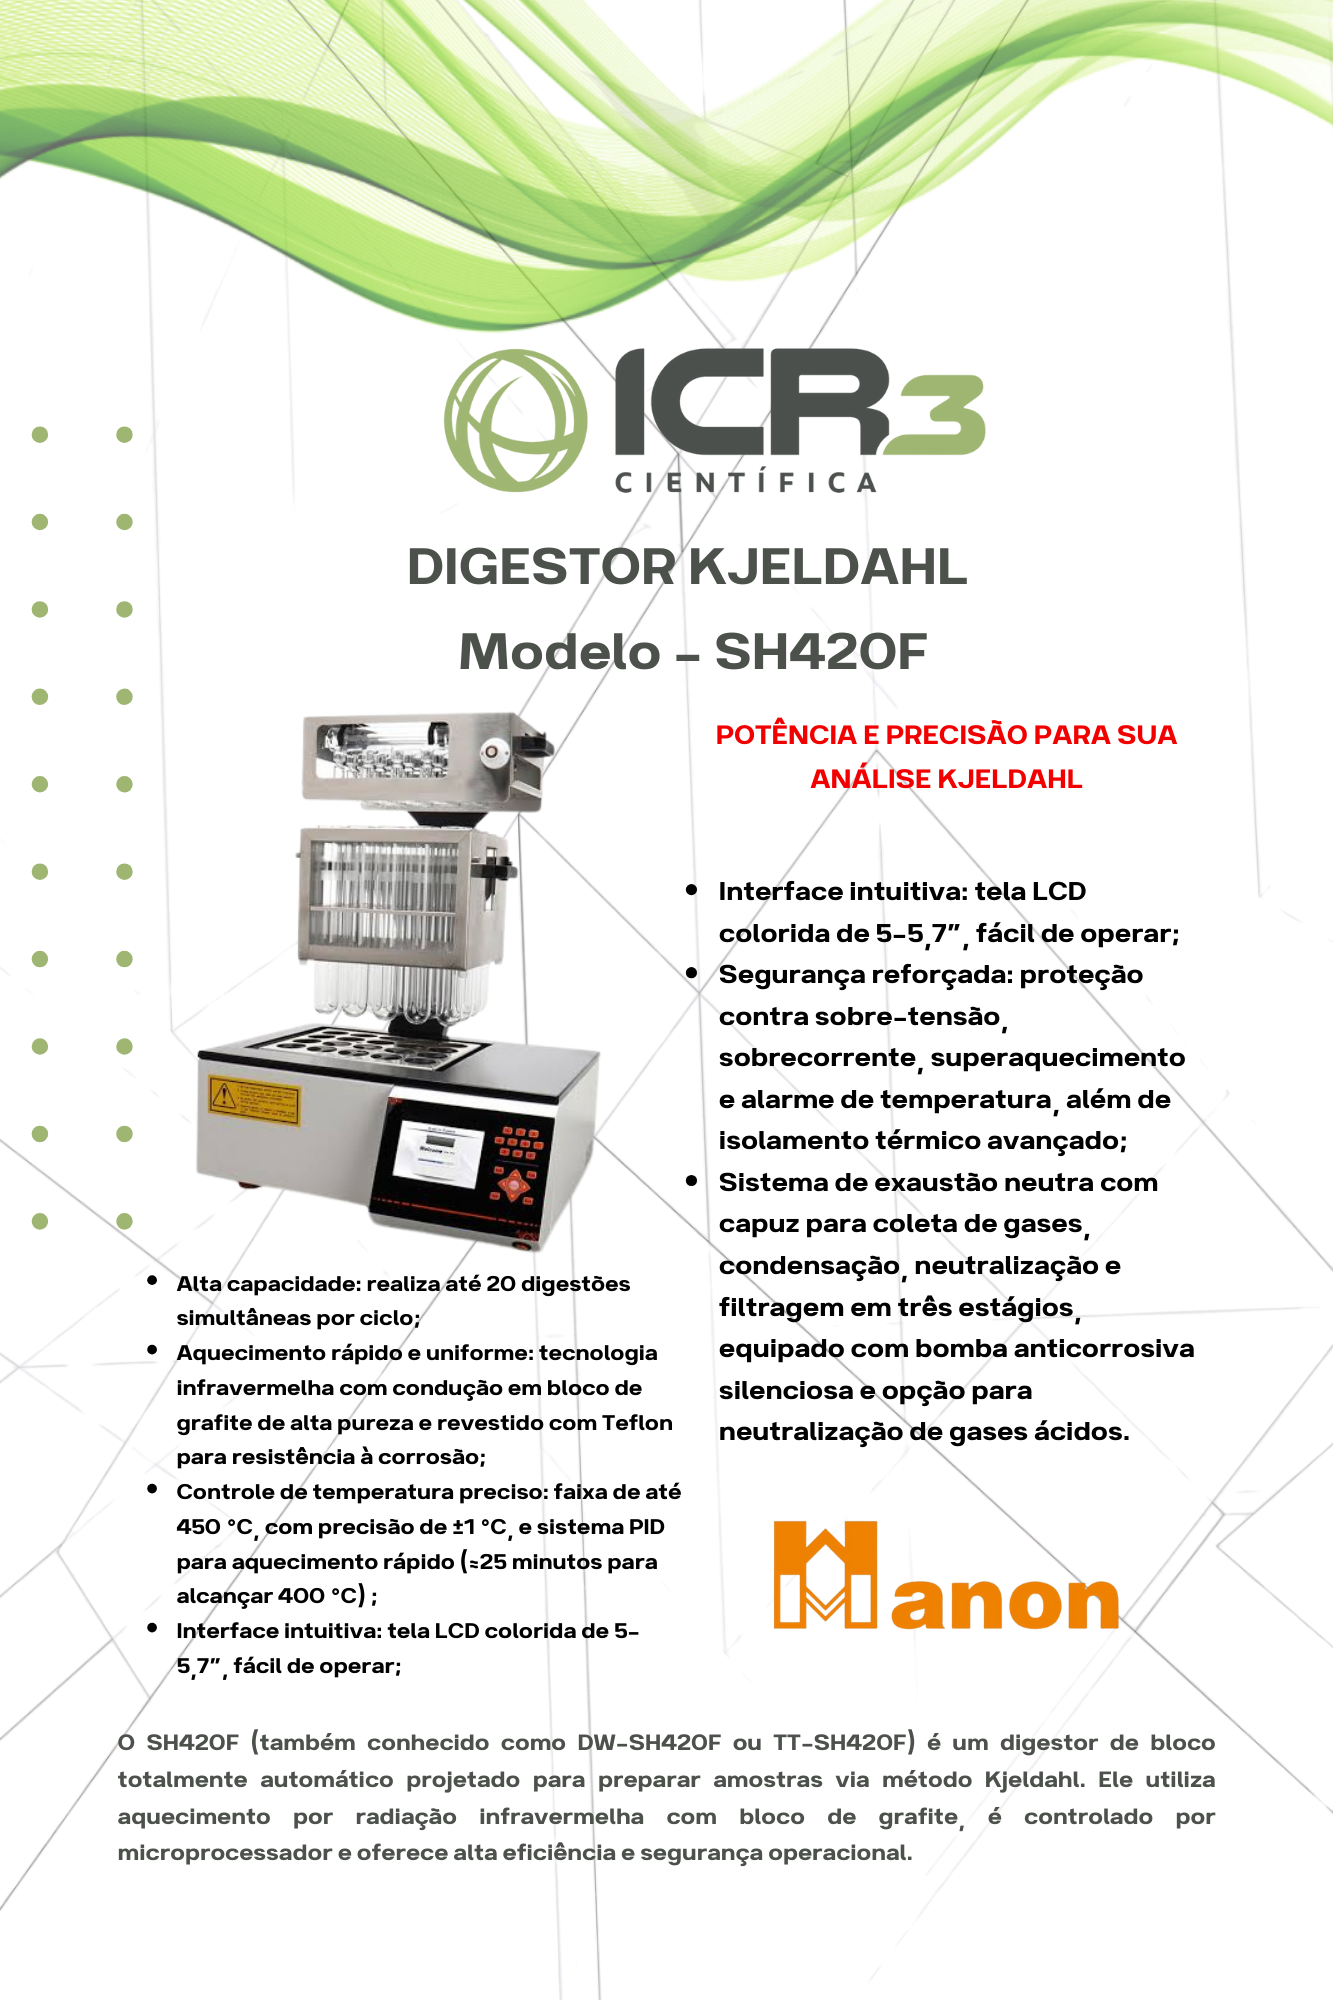 ICR3
CIENTÍFICA
DIGESTOR KJELDAHL
Modelo - SH420F
POTÊNCIA E PRECISÃO PARA SUA
ANÁLISE KJELDAHL
• Interface intuitiva: tela LCD
colorida de 5-5,7”, fácil de operar;
• Segurança reforçada: proteção
contra sobre-tensão,
sobrecorrente, superaquecimento
e alarme de temperatura, além de
isolamento térmico avançado;
• Sistema de exaustão neutra com
capuz para coleta de gases,
condensação, neutralização e
filtragem em três estágios,
equipado com bomba anticorrosiva
silenciosa e opção para
neutralização de gases ácidos.
Welcome
• Alta capacidade: realiza até 20 digestões
simultâneas por ciclo;
• Aquecimento rápido e uniforme: tecnologia
infravermelha com condução em bloco de
grafite de alta pureza e revestido com Teflon
para resistência à corrosão;
• Controle de temperatura preciso: faixa de até
450 °C, com precisão de ±1 °C, e sistema PID
para aquecimento rápido (≈25 minutos para
alcançar 400 °C) ;
• Interface intuitiva: tela LCD colorida de 5-
5,7”, fácil de operar;
Hanon
O SH420F (também conhecido como DW-SH420F ou TT-SH420F) é um digestor de bloco
totalmente automático projetado para preparar amostras via método Kjeldahl. Ele utiliza
aquecimento por radiação infravermelha com bloco de grafite, é controlado por
microprocessador e oferece alta eficiência e segurança operacional.